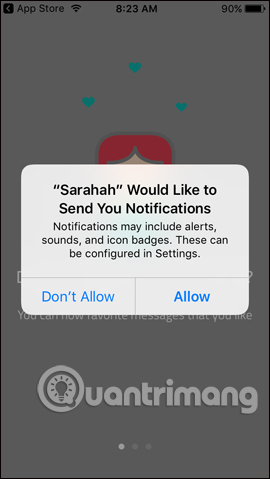 App Store 8:23 AM 90%
“Sarahah” Would Like to
Send You Notifications
Notifications may include alerts,
sounds, and icon badges. These can
be configured in Settings.
Don’t Allow Allow
You can now favorite messages that you like
Quantrimang